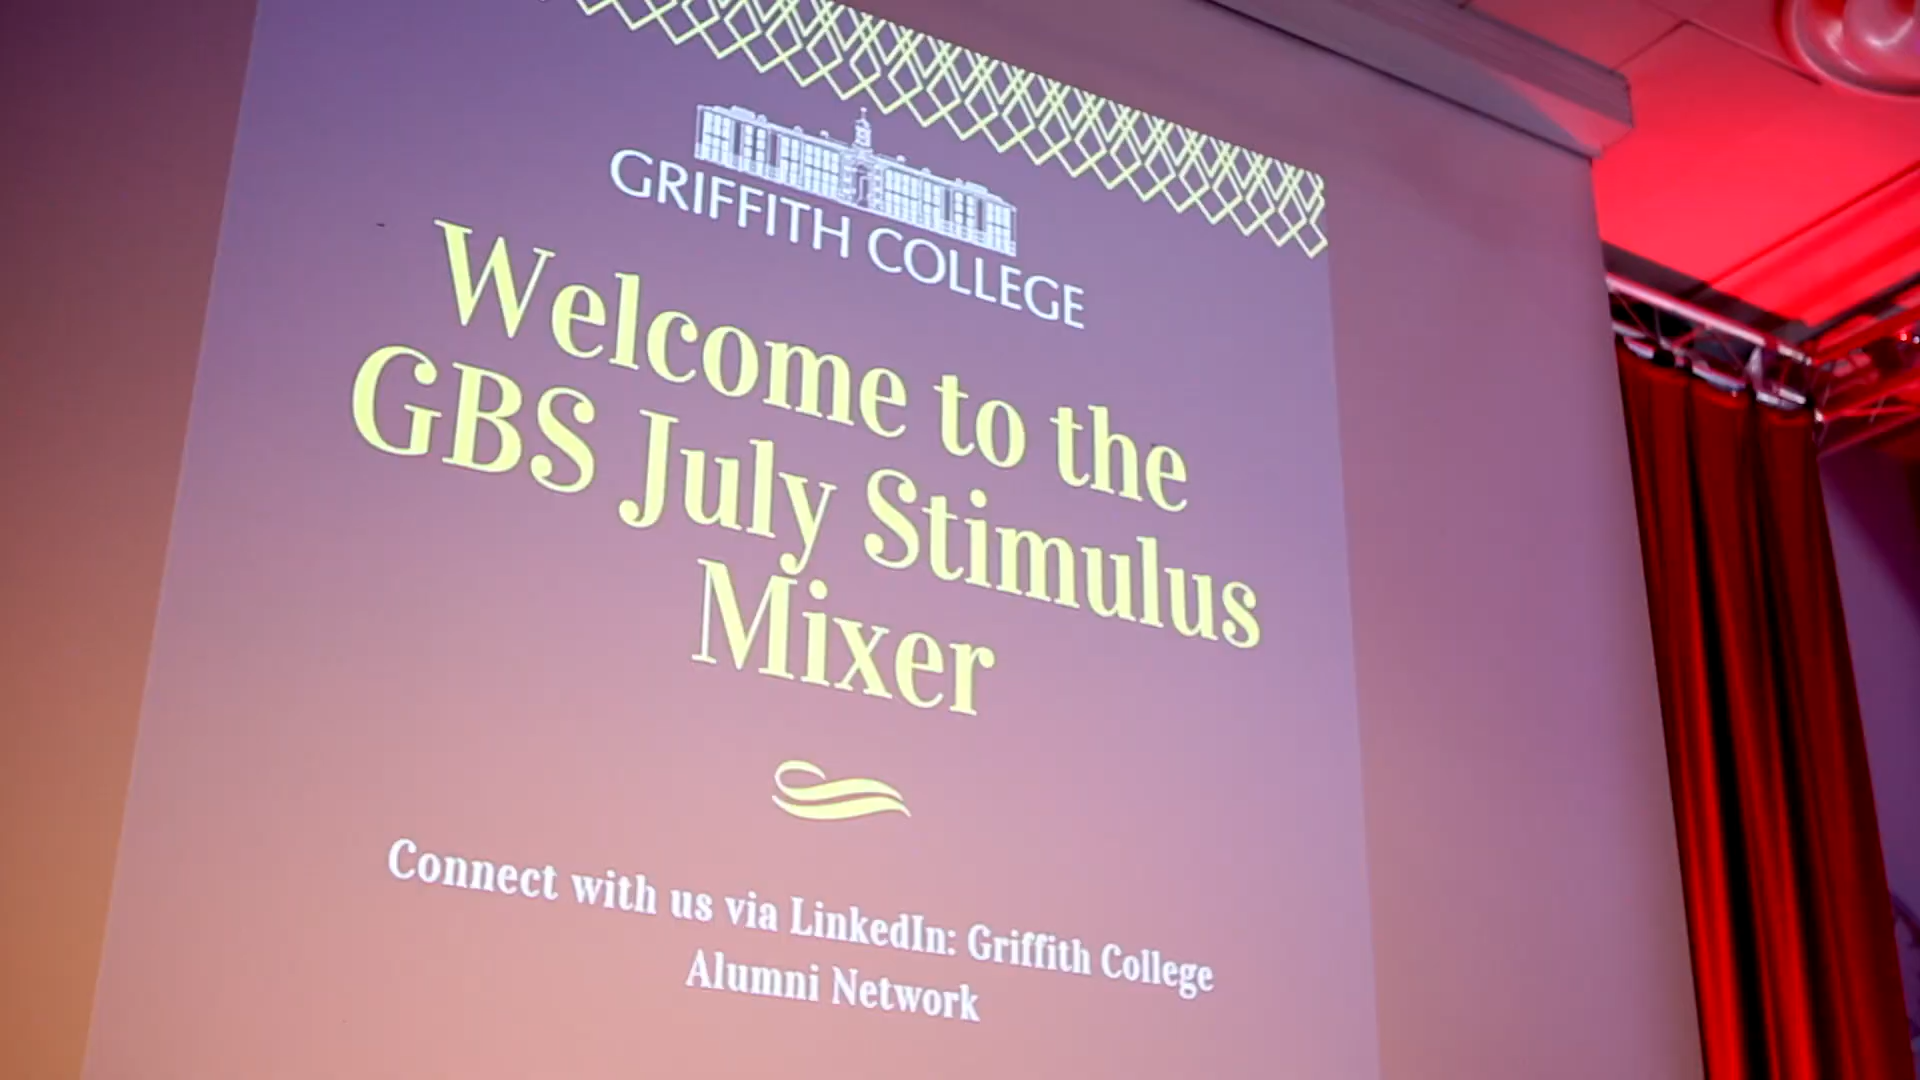 GRIFFITH COLLEGE
Welcome to the
GBS July Stimulus
Mixer
Connect with us via LinkedIn: Griffith College
Alumni Network